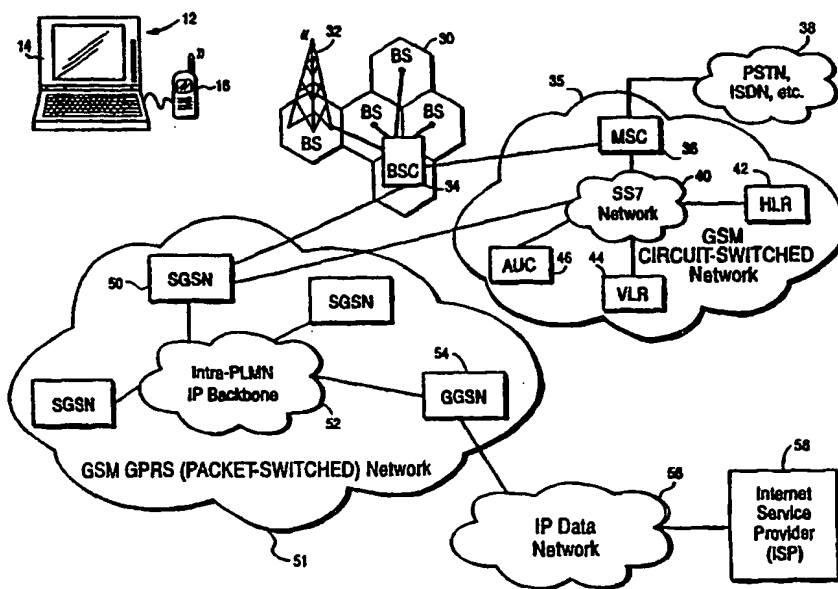 12
14
16
32
30
BS
BS
BS
BS
BS
BSC
34
35
38
PSTN,
ISDN, etc.
MSC
36
40
SS7
Network
42
HLR
GSM
CIRCUIT-SWITCHED
Network
AUC
46
44
VLR
50
SGSN
SGSN
SGSN
Intra-PLMN
IP Backbone
52
54
GGSN
GSM GPRS (PACKET-SWITCHED) Network
51
56
IP Data
Network
58
Internet
Service
Provider
(ISP)